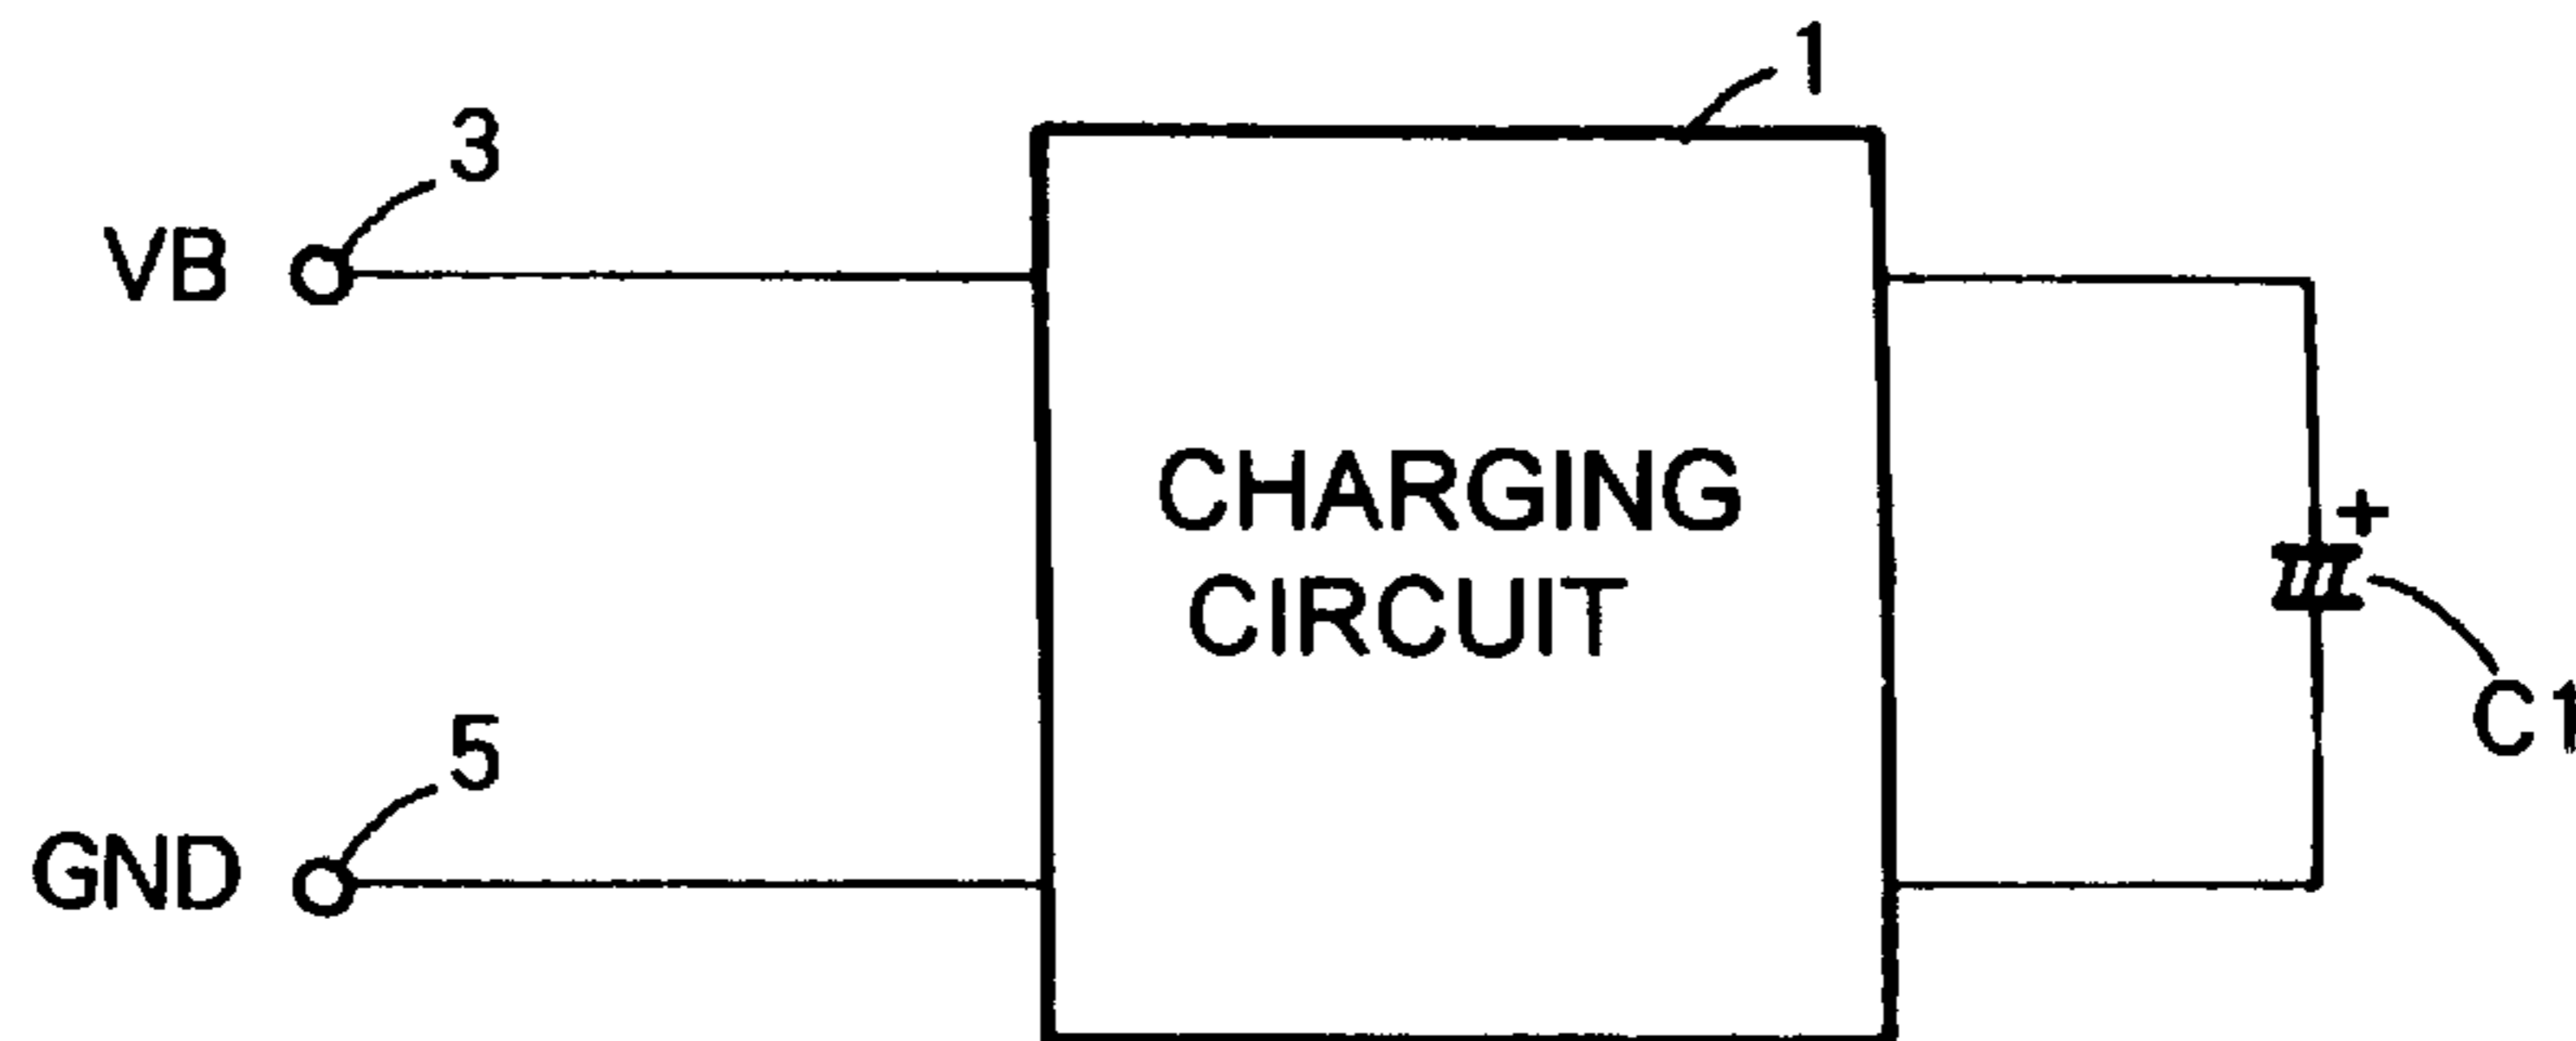 1
3
VB
CHARGING
CIRCUIT
+
C1
5
GND